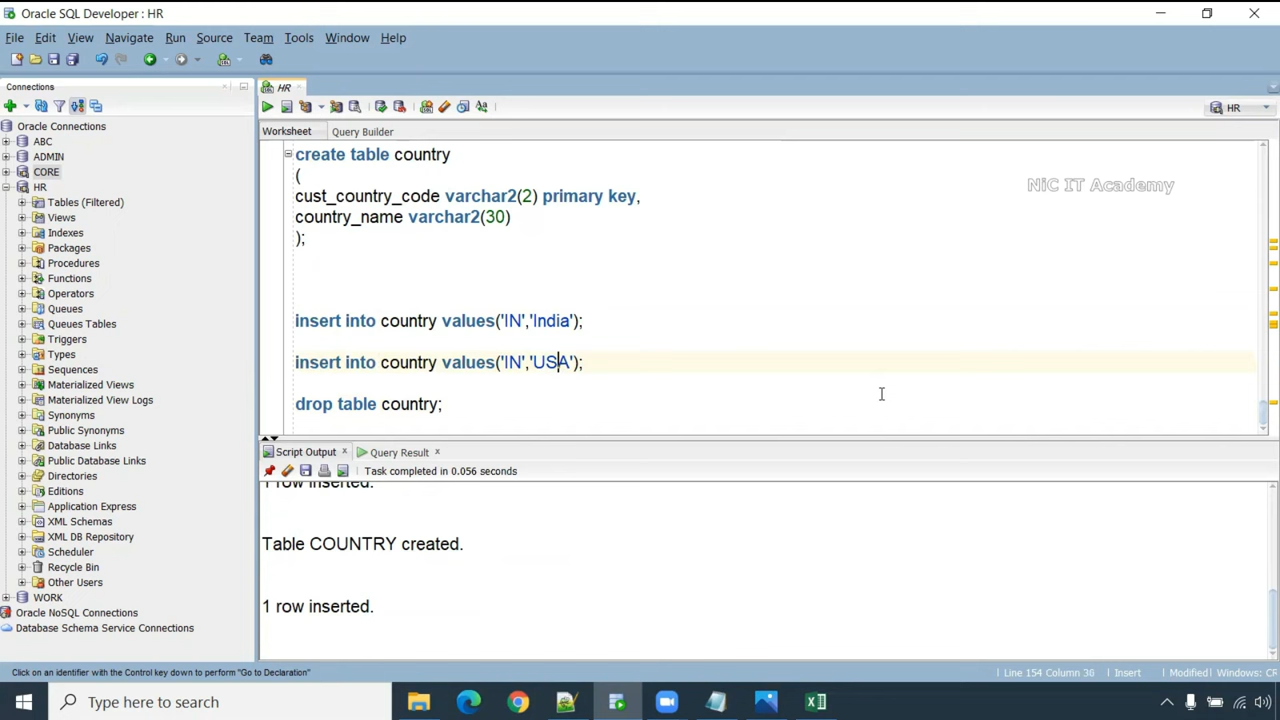 Oracle SQL Developer : HR
File Edit View Navigate Run Source Team Tools Window Help
Connections
HR
HR
Worksheet Query Builder
Oracle Connections
ABC
ADMIN
CORE
HR
Tables (Filtered)
Views
Indexes
Packages
Procedures
Functions
Operators
Queues
Queues Tables
Triggers
Types
Sequences
Materialized Views
Materialized View Logs
Synonyms
Public Synonyms
Database Links
Public Database Links
Directories
Editions
Application Express
XML Schemas
XML DB Repository
Scheduler
Recycle Bin
Other Users
WORK
Oracle NoSQL Connections
Database Schema Service Connections
create table country
(
cust_country_code varchar2(2) primary key,
country_name varchar2(30)
);
insert into country values('IN','India');
insert into country values('IN','USA');
drop table country;
NiC IT Academy
Script Output Query Result
Task completed in 0.056 seconds
1 row inserted.
Table COUNTRY created.
1 row inserted.
Click on an identifier with the Control key down to perform "Go to Declaration"
Line 154 Column 36 Insert Modified Windows: CF
Type here to search